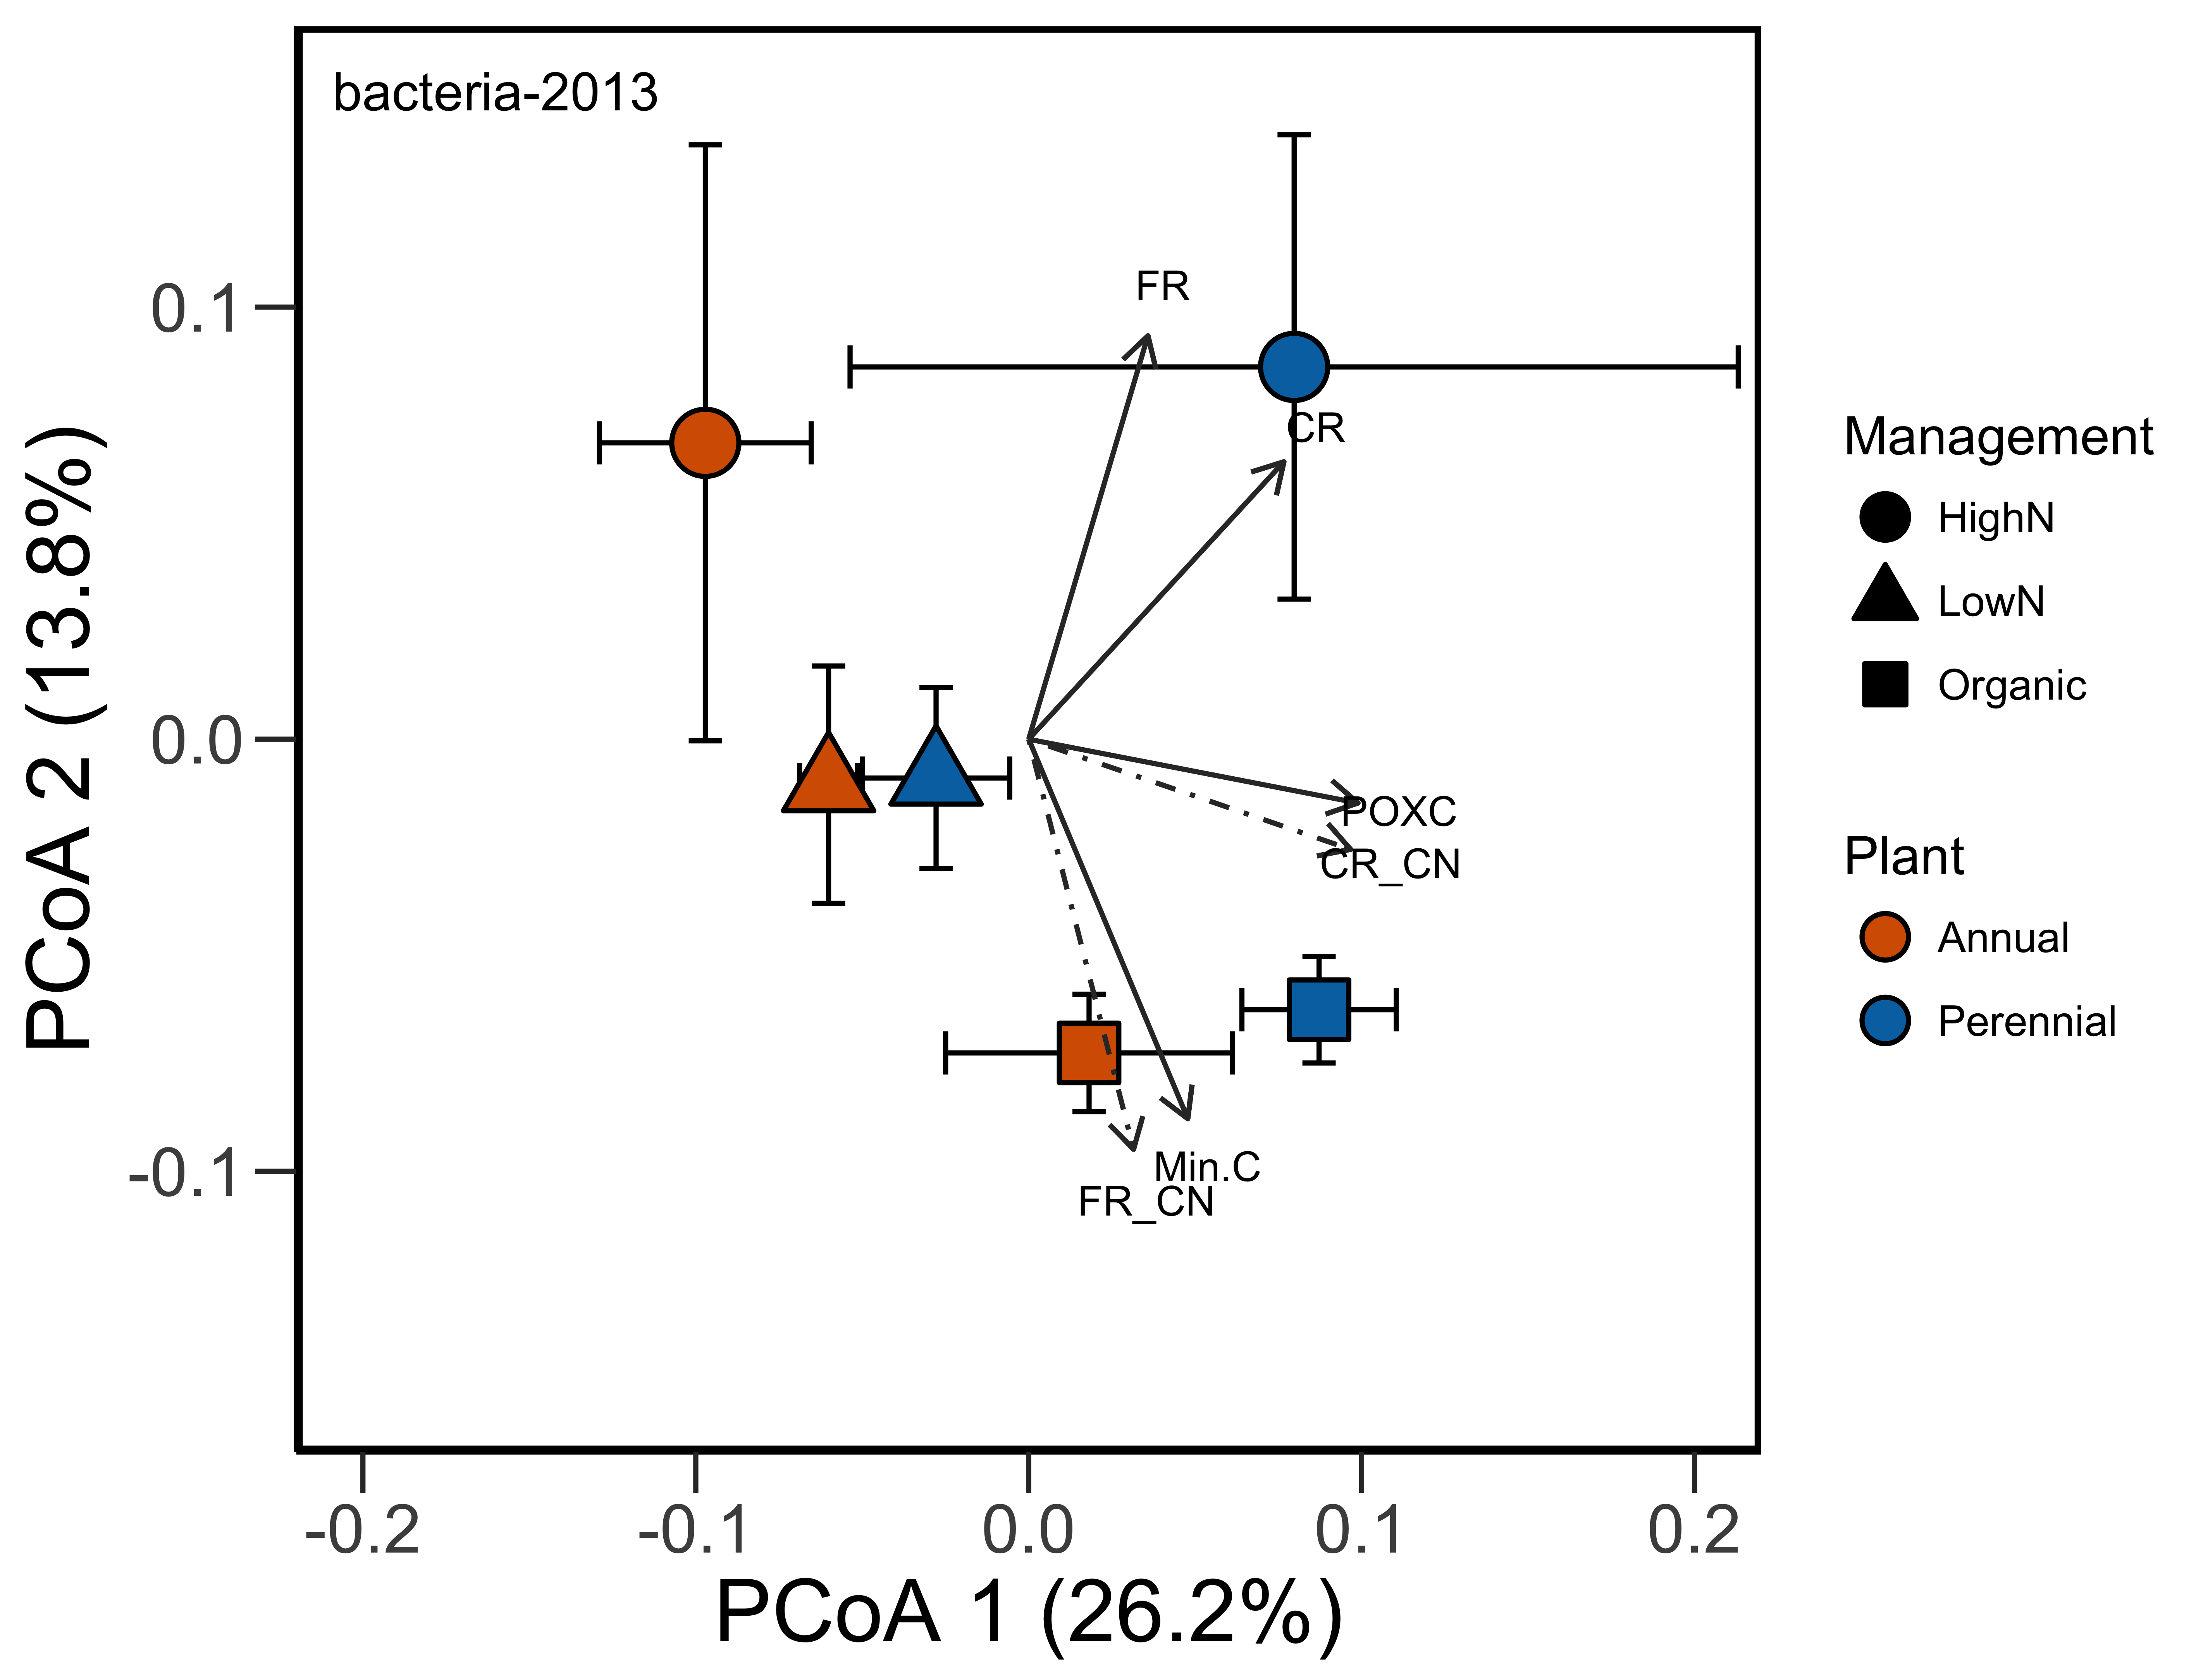 bacteria-2013
FR
CR
POXC
CR_CN
Min.C
FR_CN
0.1
0.0
-0.1
PCoA 2 (13.8%)
-0.2
-0.1
0.0
0.1
0.2
PCoA 1 (26.2%)
Management
HighN
LowN
Organic
Plant
Annual
Perennial